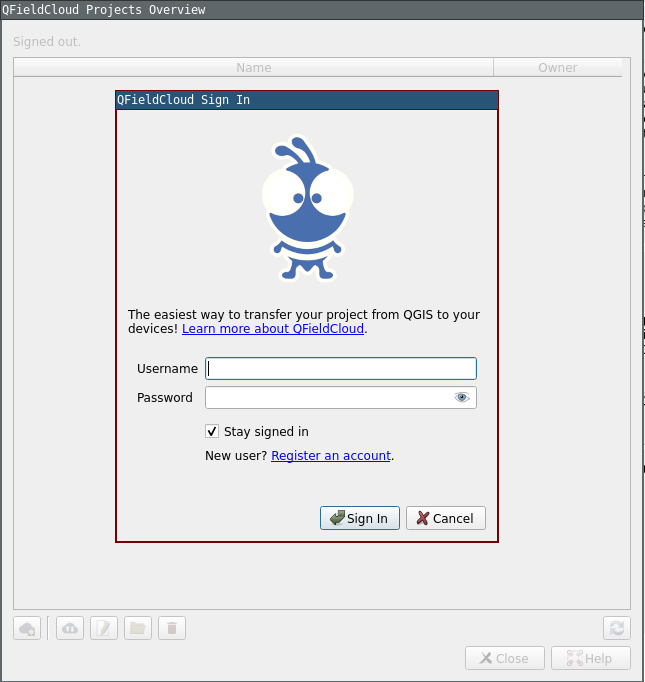 QFieldCloud Projects Overview
Signed out.
Name Owner
QFieldCloud Sign In
The easiest way to transfer your project from QGIS to your
devices! Learn more about QFieldCloud.
Username
Password
Stay signed in
New user? Register an account.
Sign In Cancel
Close Help